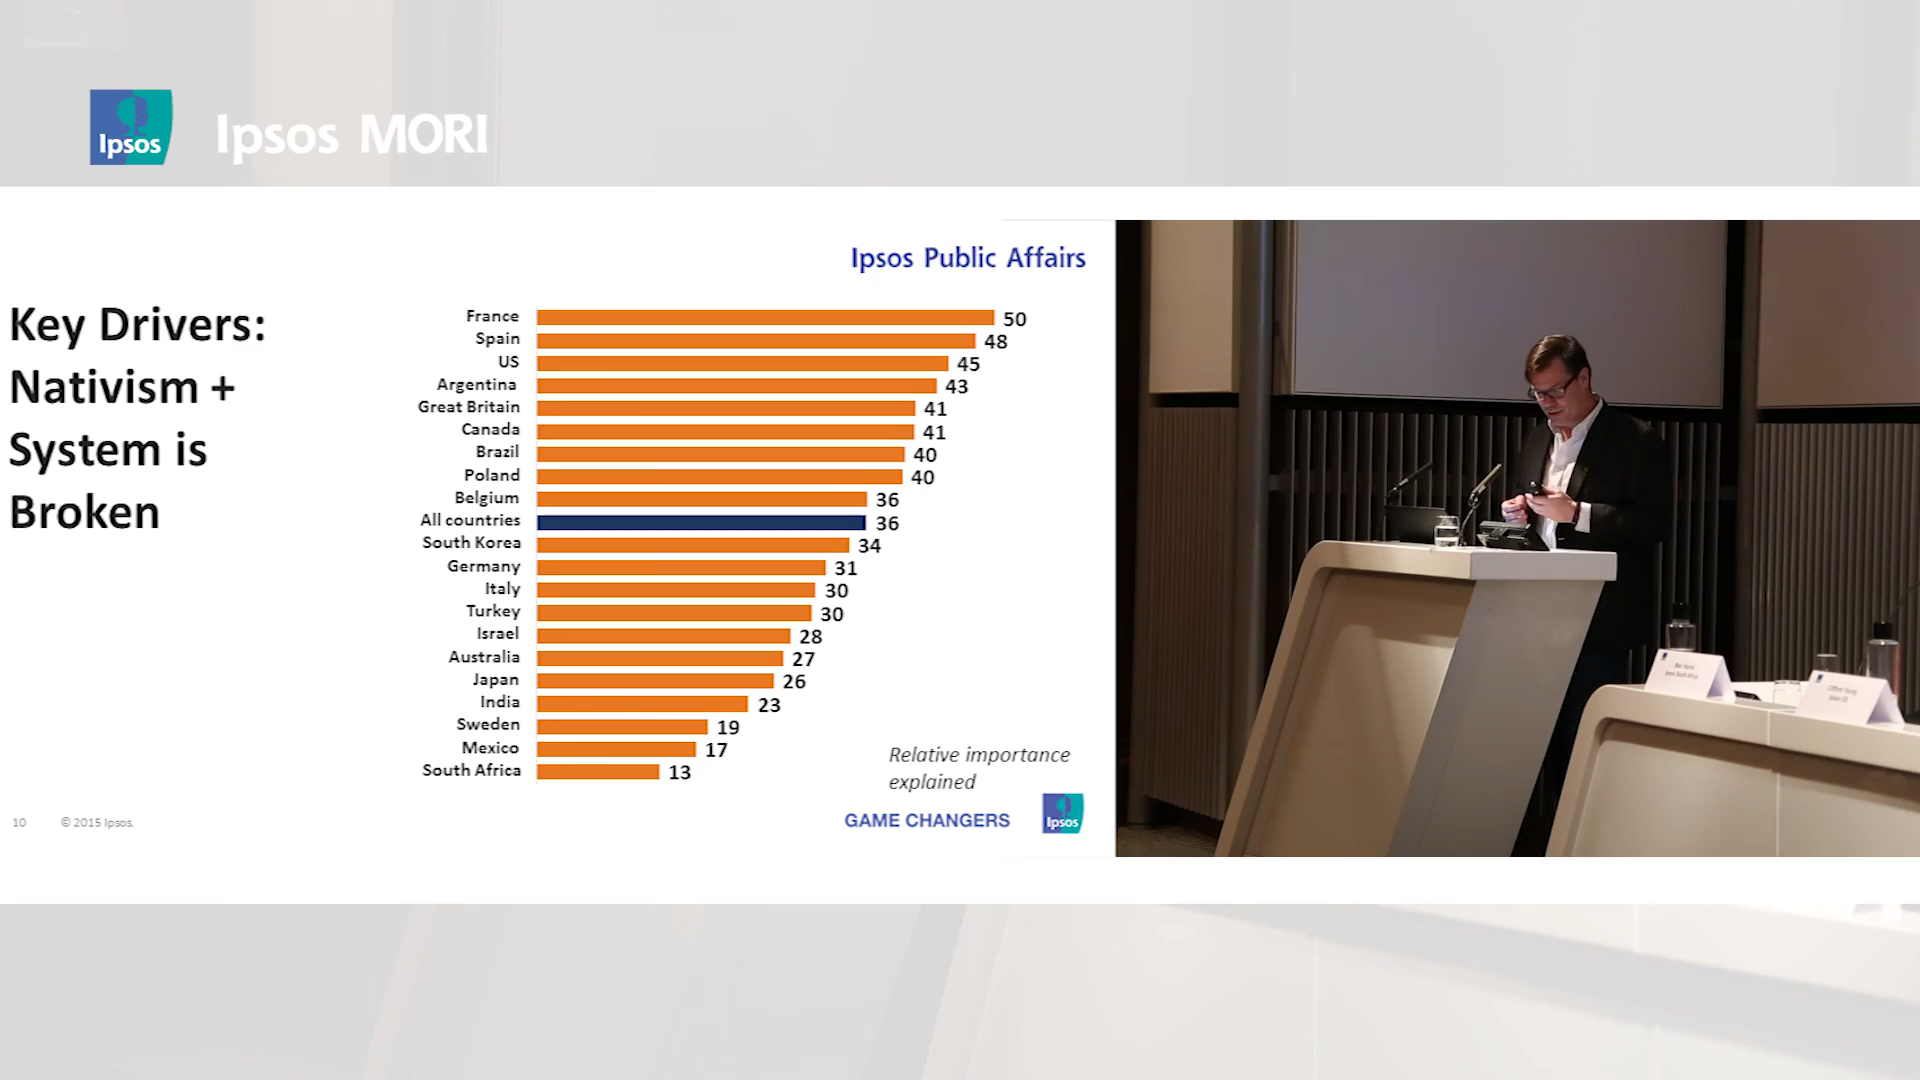 Ipsos
Ipsos MORI
Ipsos Public Affairs
Key Drivers:
Nativism +
System is
Broken
France 50
Spain 48
US 45
Argentina 43
Great Britain 41
Canada 41
Brazil 40
Poland 40
Belgium 36
All countries 36
South Korea 34
Germany 31
Italy 30
Turkey 30
Israel 28
Australia 27
Japan 26
India 23
Sweden 19
Mexico 17
South Africa 13
Relative importance
explained
10 © 2015 Ipsos.
GAME CHANGERS
Ipsos